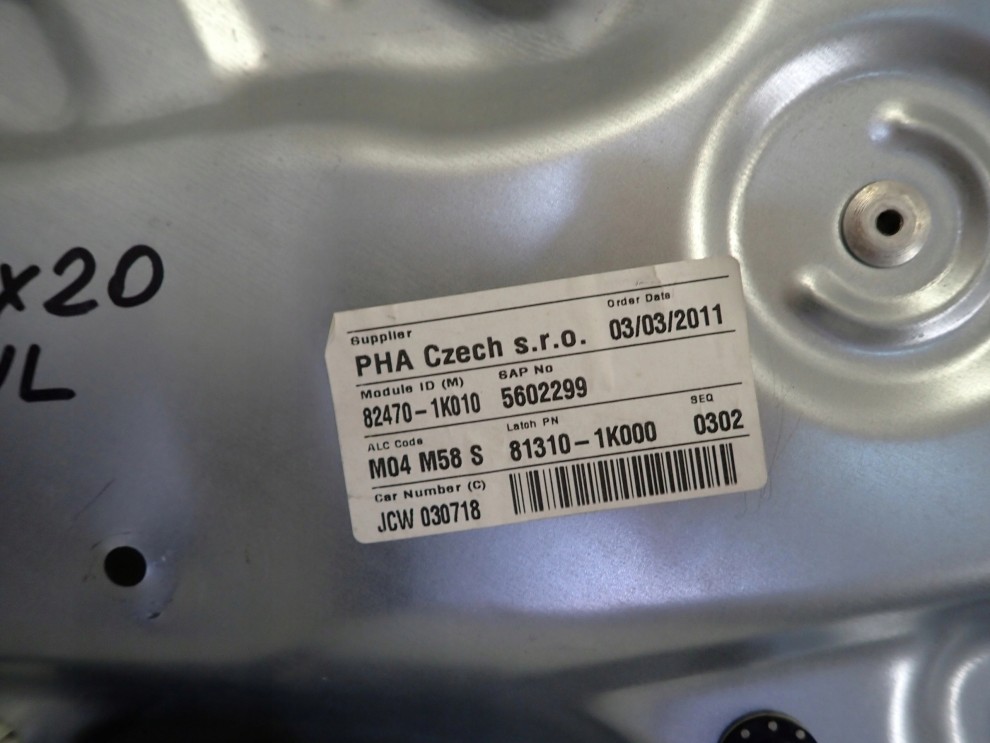 x20
L
Supplier
Order Date
PHA Czech s.r.o. 03/03/2011
Module ID (M) SAP No
82470-1K010 5602299
ALC Code Latch PN SEQ
M04 M58 S 81310-1K000 0302
Car Number (C)
JCW 030718